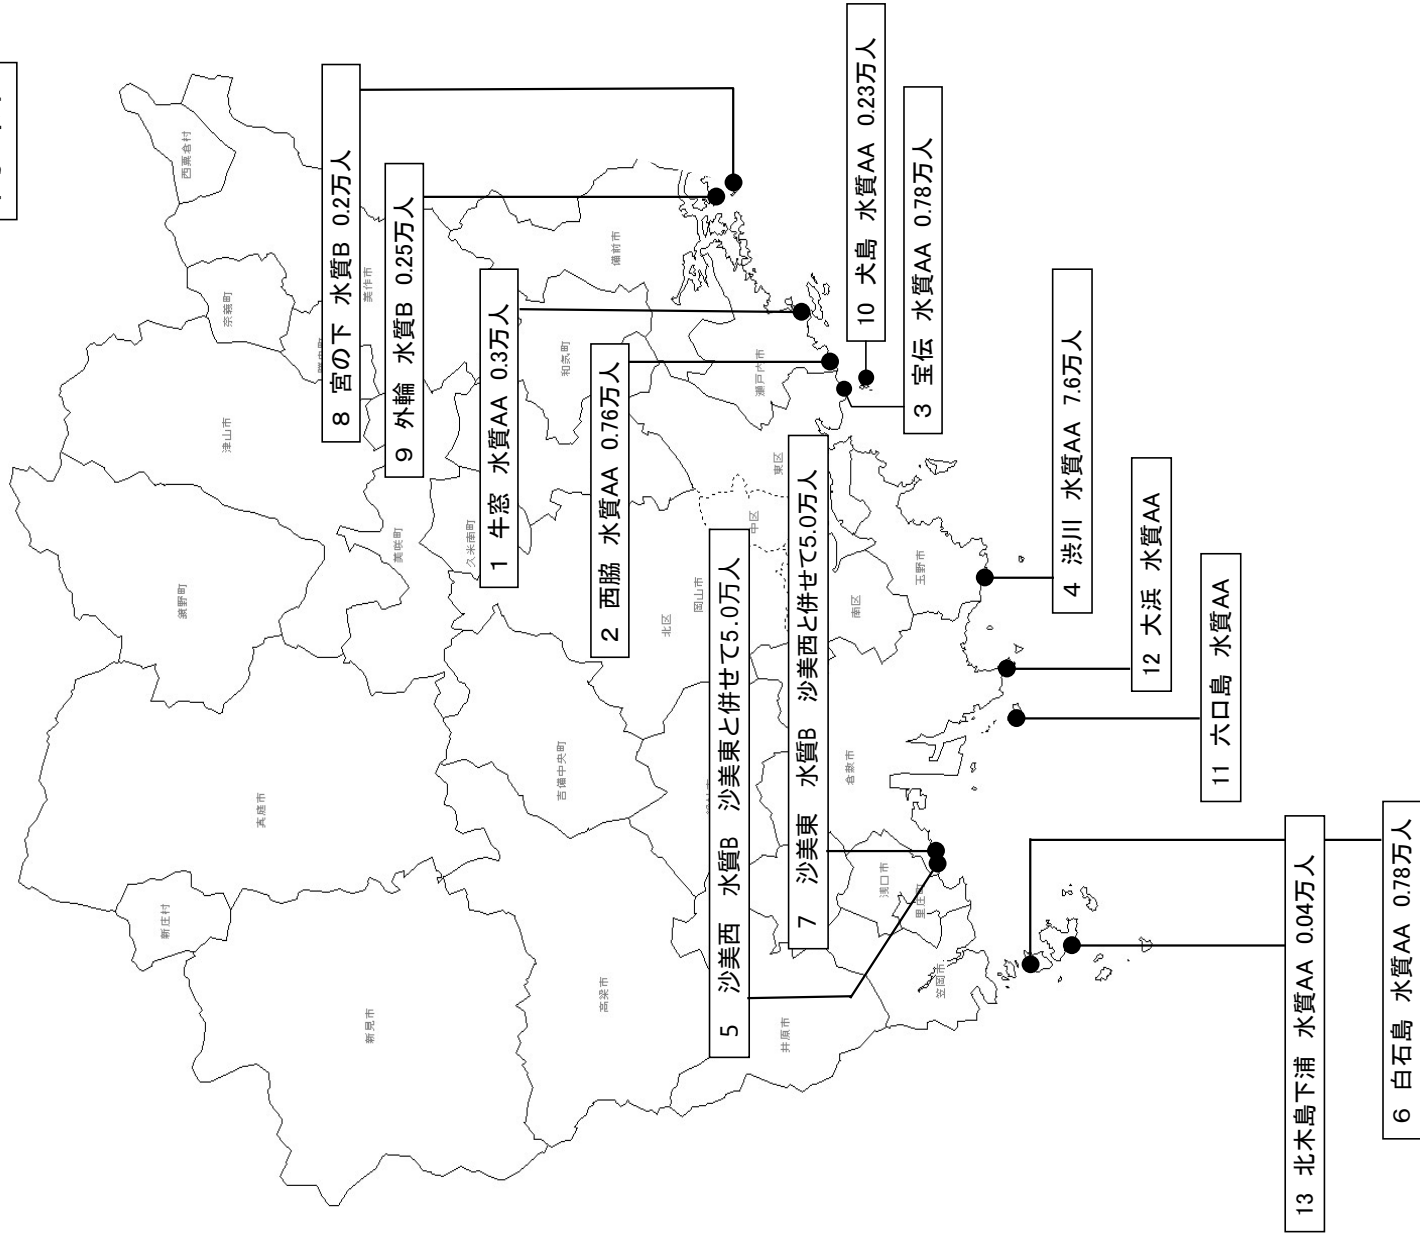 8 宮の下 水質B 0.2万人
9 外輪 水質B 0.25万人
1 牛窓 水質AA 0.3万人
2 西脇 水質AA 0.76万人
10 犬島 水質AA 0.23万人
3 宝伝 水質AA 0.78万人
4 渋川 水質AA 7.6万人
12 大浜 水質AA
11 六口島 水質AA
5 沙美西 水質B 沙美東と併せて5.0万人
7 沙美東 水質B 沙美西と併せて5.0万人
13 北木島下浦 水質AA 0.04万人
6 白石島 水質AA 0.78万人
西粟倉村
奈義町
美作市
津山市
鏡野町
美咲町
久米南町
和気町
備前市
瀬戸内市
真庭市
新庄村
吉備中央町
岡山市
北区
中区
東区
南区
玉野市
倉敷市
新見市
高梁市
井原市
浅口市
里庄町
笠岡市